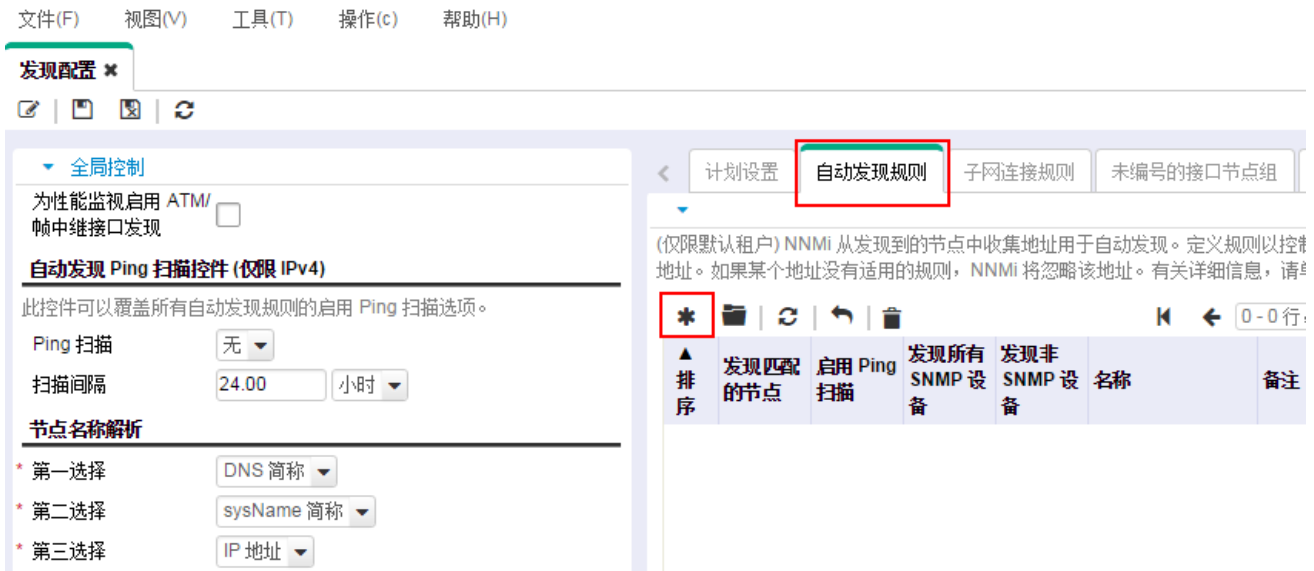 文件(F) 视图(V) 工具(T) 操作(c) 帮助(H)
发现配置
全局控制
为性能监视启用 ATM/
帧中继接口发现
自动发现 Ping 扫描控件 (仅限 IPv4)
此控件可以覆盖所有自动发现规则的启用 Ping 扫描选项。
Ping 扫描 无
扫描间隔 24.00 小时
节点名称解析
* 第一选择 DNS 简称
* 第二选择 sysName 简称
* 第三选择 IP 地址
计划设置 自动发现规则 子网连接规则 未编号的接口节点组
(仅限默认租户) NNMi 从发现到的节点中收集地址用于自动发现。定义规则以控制
地址。如果某个地址没有适用的规则，NNMi 将忽略该地址。有关详细信息，请单
0 - 0 行，
排序
发现匹配
的节点
启用 Ping
扫描
发现所有
SNMP 设
备
发现非
SNMP 设
备
名称
备注